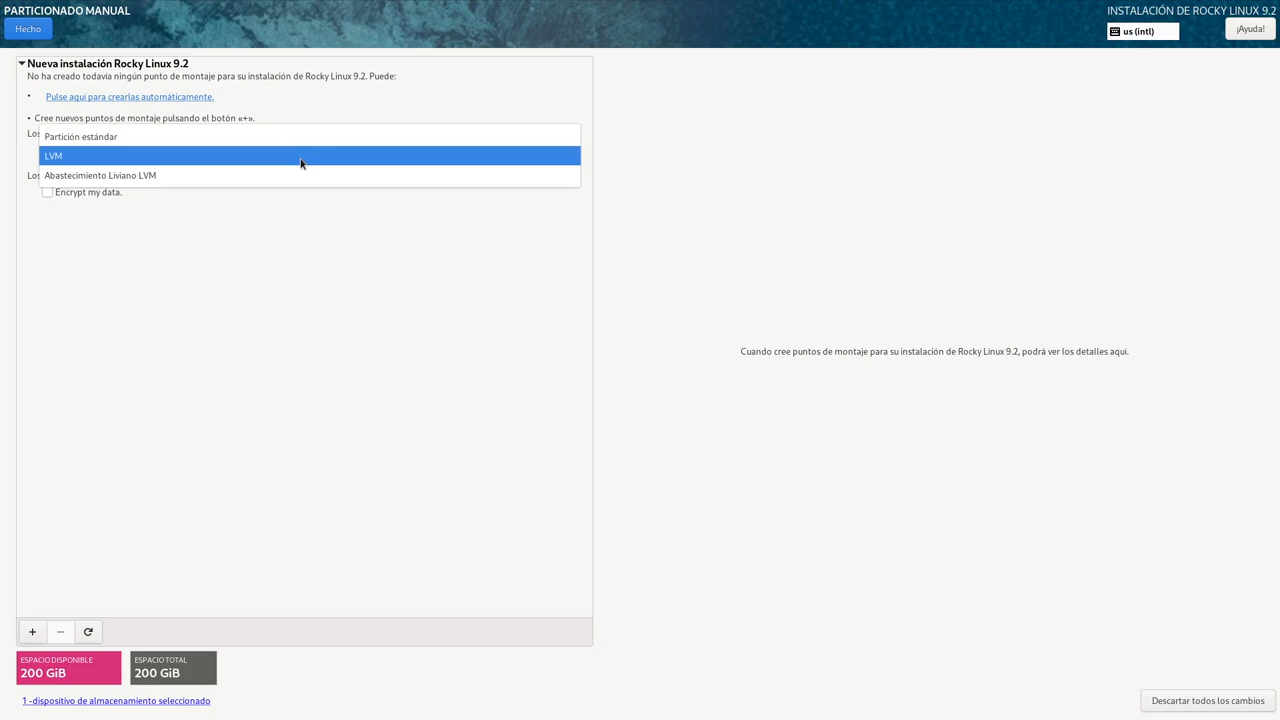 PARTICIONADO MANUAL
INSTALACIÓN DE ROCKY LINUX 9.2
Hecho
us (intl)
¡Ayuda!
Nueva instalación Rocky Linux 9.2
No ha creado todavía ningún punto de montaje para su instalación de Rocky Linux 9.2. Puede:
• Pulse aquí para crearlas automáticamente.
• Cree nuevos puntos de montaje pulsando el botón «+».
Los
Partición estándar
LVM
Abastecimiento Liviano LVM
Los
Encrypt my data.
Cuando cree puntos de montaje para su instalación de Rocky Linux 9.2, podrá ver los detalles aquí.
+ −
ESPACIO DISPONIBLE
200 GiB
ESPACIO TOTAL
200 GiB
1 -dispositivo de almacenamiento seleccionado
Descartar todos los cambios